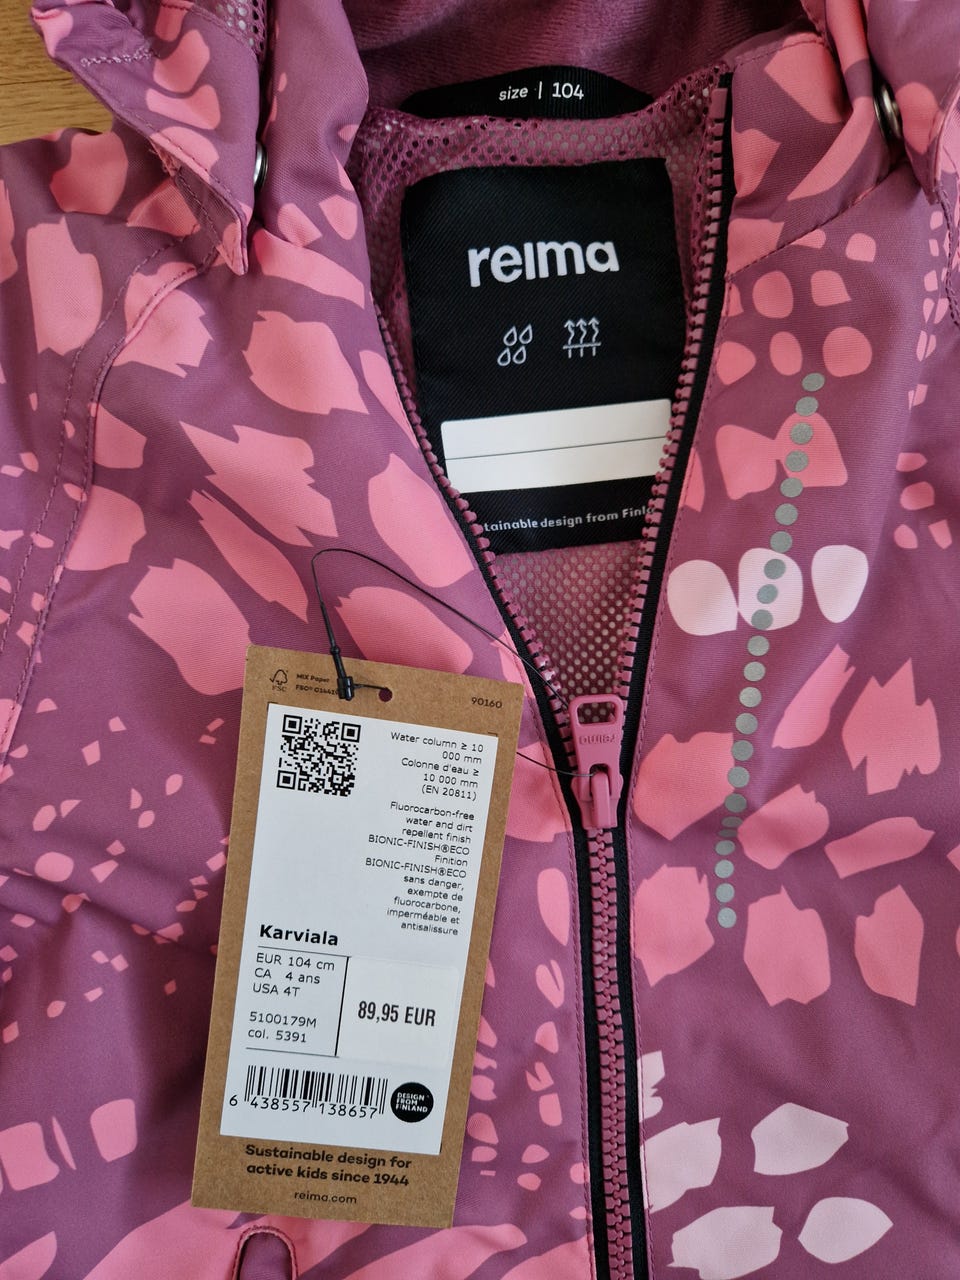 size | 104
reima
tainable design from Finla
reima
MIX Paper
FSC
90160
Water column ≥ 10
000 mm
Colonne d'eau ≥
10 000 mm
(EN 20811)
Fluorocarbon-free
water and dirt
repellent finish
BIONIC-FINISH®ECO
Finition
BIONIC-FINISH®ECO
sans danger,
exempte de
fluorocarbone,
imperméable et
antisalissure
Karviala
EUR 104 cm
CA 4 ans
USA 4T
5100179M
col. 5391
89,95 EUR
6 438557 138657
DESIGN
FROM
FINLAND
Sustainable design for
active kids since 1944
reima.com